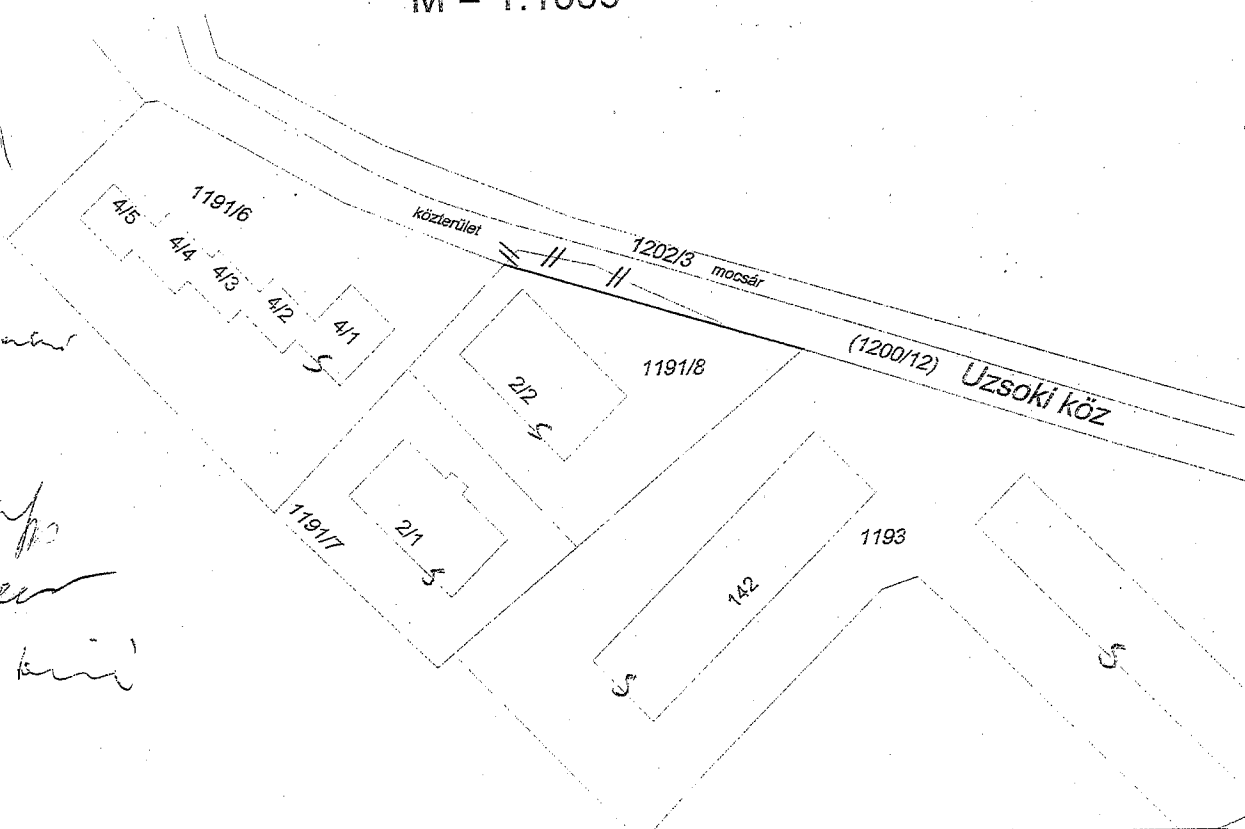 M = 1:1000
1191/6
4/5
4/4
4/3
4/2
4/1
közterület
1202/3 mocsár
(1200/12) Uzsoki köz
1191/8
2/2
1191/7
2/1
1193
142
S
S
S
S
S